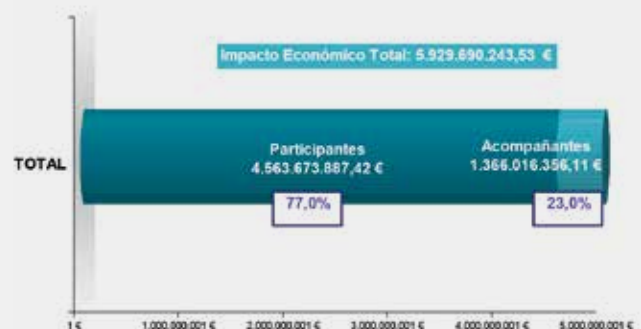 Impacto Económico Total: 5.929.690.243,53 €
Participantes
4.563.673.887,42 €
Acompañantes
1.366.016.356,11 €
TOTAL
77,0%
23,0%
1 €
1.000.000.001 €
2.000.000.001 €
3.000.000.001 €
4.000.000.001 €
5.000.000.001 €